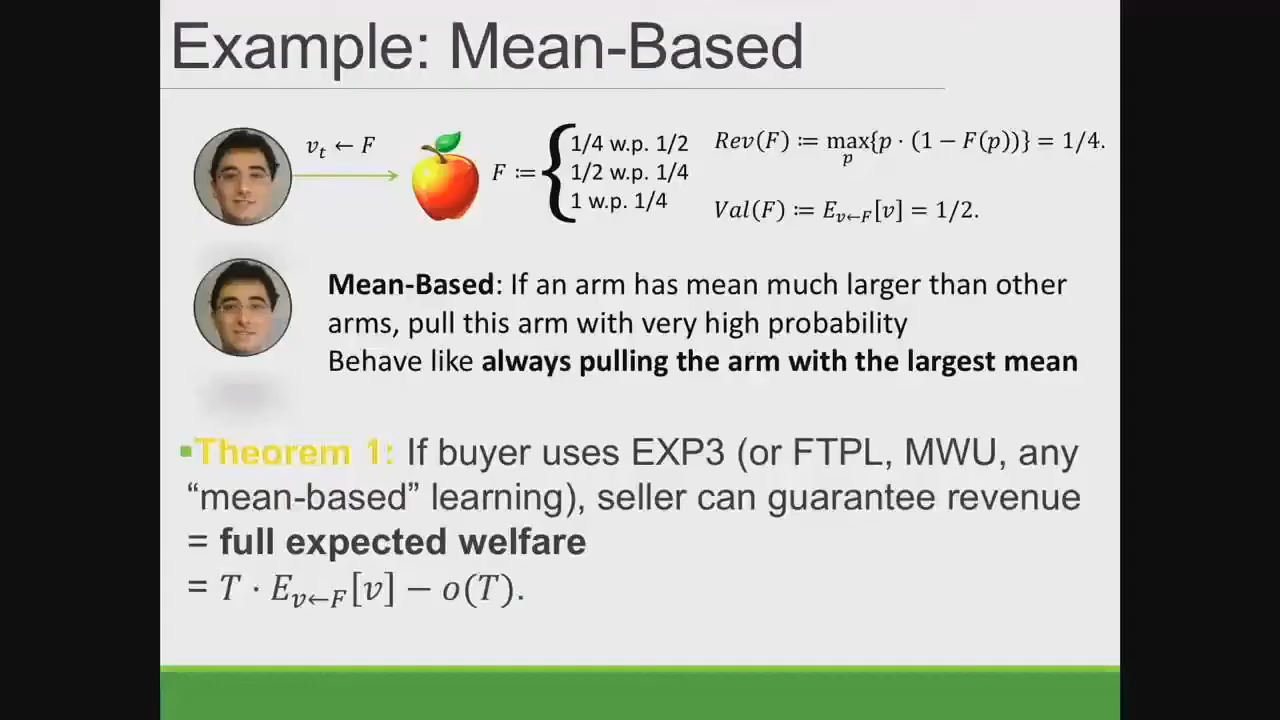 Example: Mean-Based
v_t ← F
F ≔ { 1/4 w.p. 1/2
1/2 w.p. 1/4
1 w.p. 1/4
Rev(F) ≔ max_p{p · (1 − F(p))} = 1/4.
Val(F) ≔ E_{v←F}[v] = 1/2.
Mean-Based: If an arm has mean much larger than other
arms, pull this arm with very high probability
Behave like always pulling the arm with the largest mean
▪Theorem 1: If buyer uses EXP3 (or FTPL, MWU, any
“mean-based” learning), seller can guarantee revenue
= full expected welfare
= T · E_{v←F}[v] − o(T).